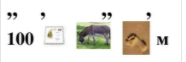 ,, , ,, ,
100 м